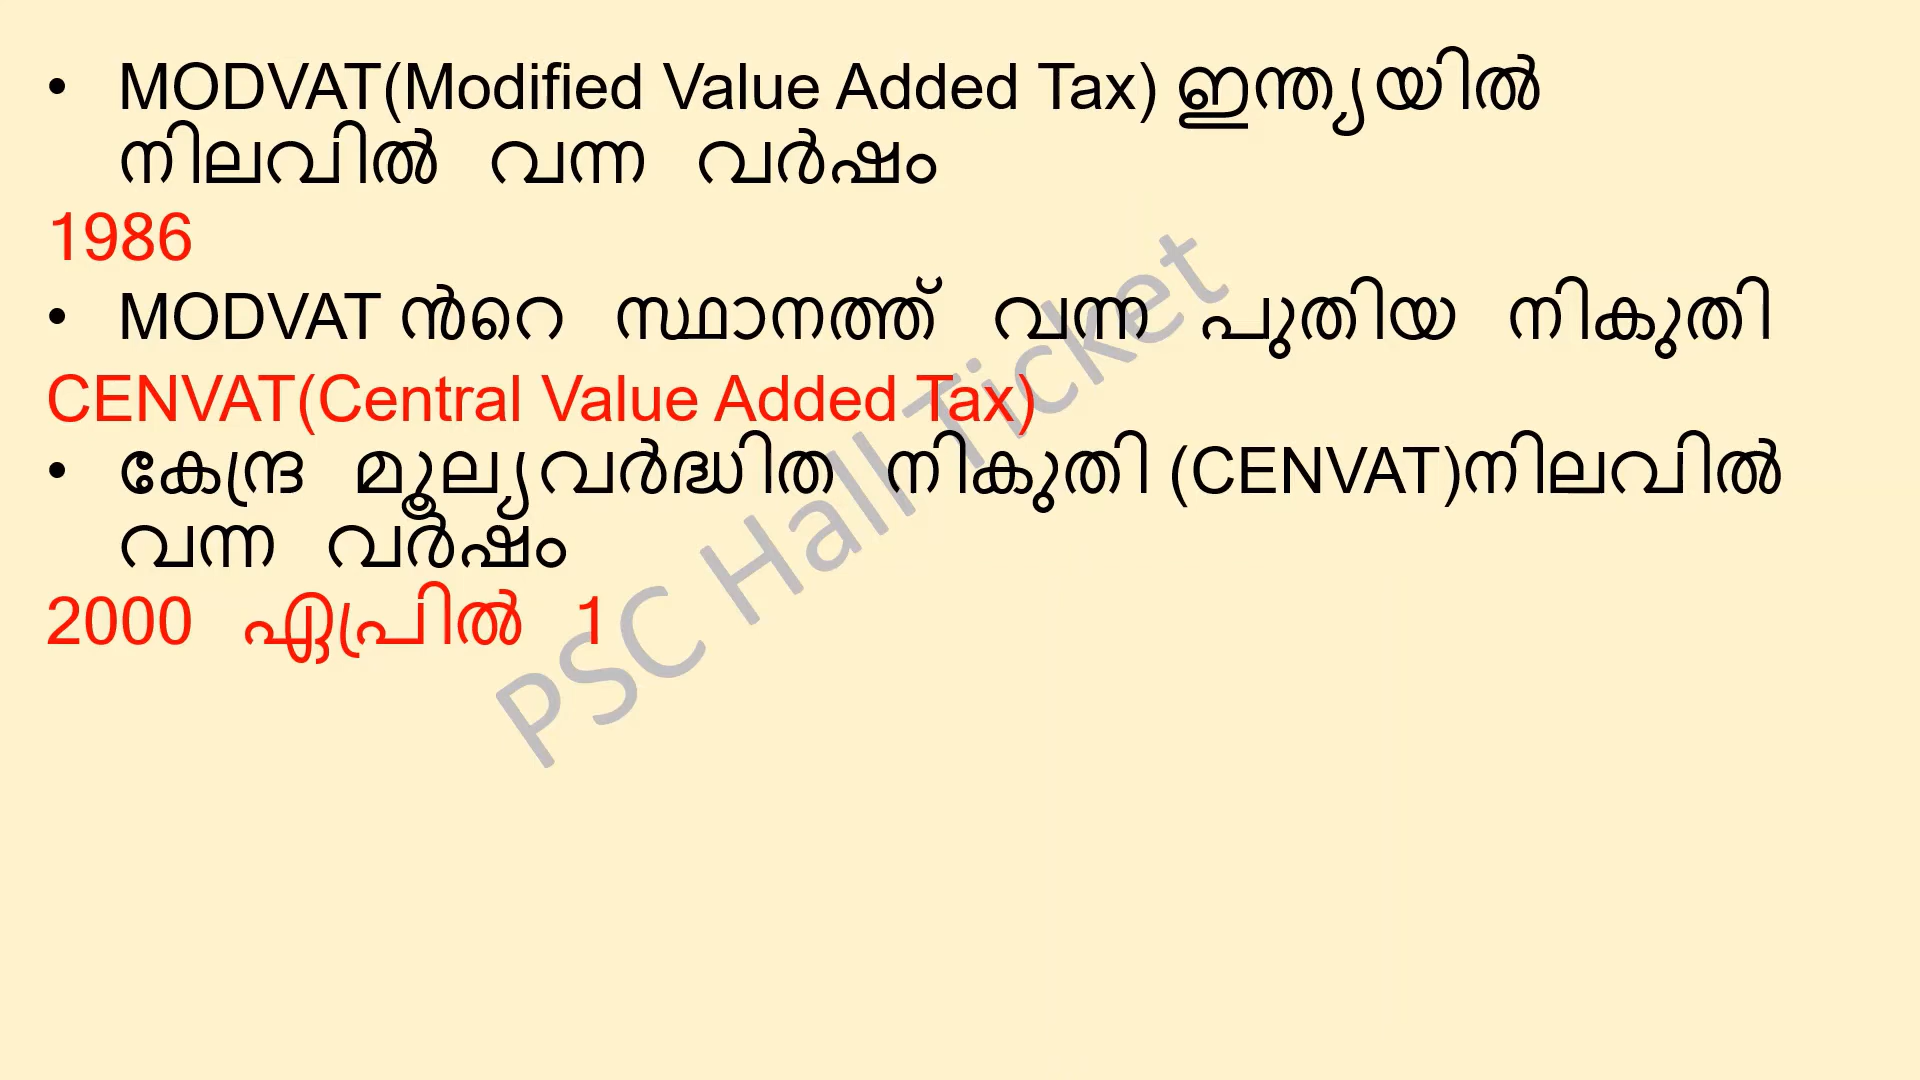 • MODVAT(Modified Value Added Tax) ഇന്ത്യയിൽ
നിലവിൽ വന്ന വർഷം
1986
• MODVAT ൻറെ സ്ഥാനത്ത് വന്ന പുതിയ നികുതി
CENVAT(Central Value Added Tax)
• കേന്ദ്ര മൂല്യവർദ്ധിത നികുതി (CENVAT)നിലവിൽ
വന്ന വർഷം
2000 ഏപ്രിൽ 1
PSC Hall Ticket